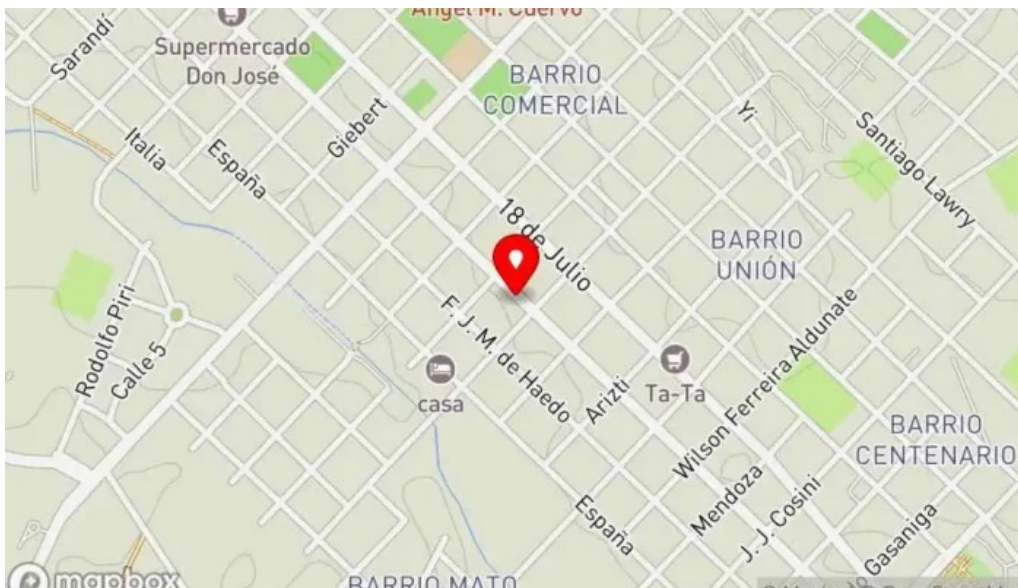 Angel M. Cuervo
Sarandí
Supermercado
Don José
BARRIO
COMERCIAL
Giebert
Yí
Santiago Lawry
Italia
España
18 de Julio
BARRIO
UNIÓN
Rodolfo Piri
Calle 5
F. J. M. de Haedo
casa
Arizti
Ta-Ta
Wilson Ferreira Aldunate
BARRIO
CENTENARIO
Mendoza
J. J. Cosini
España
Gasaniga
mapbox
BARRIO MATO